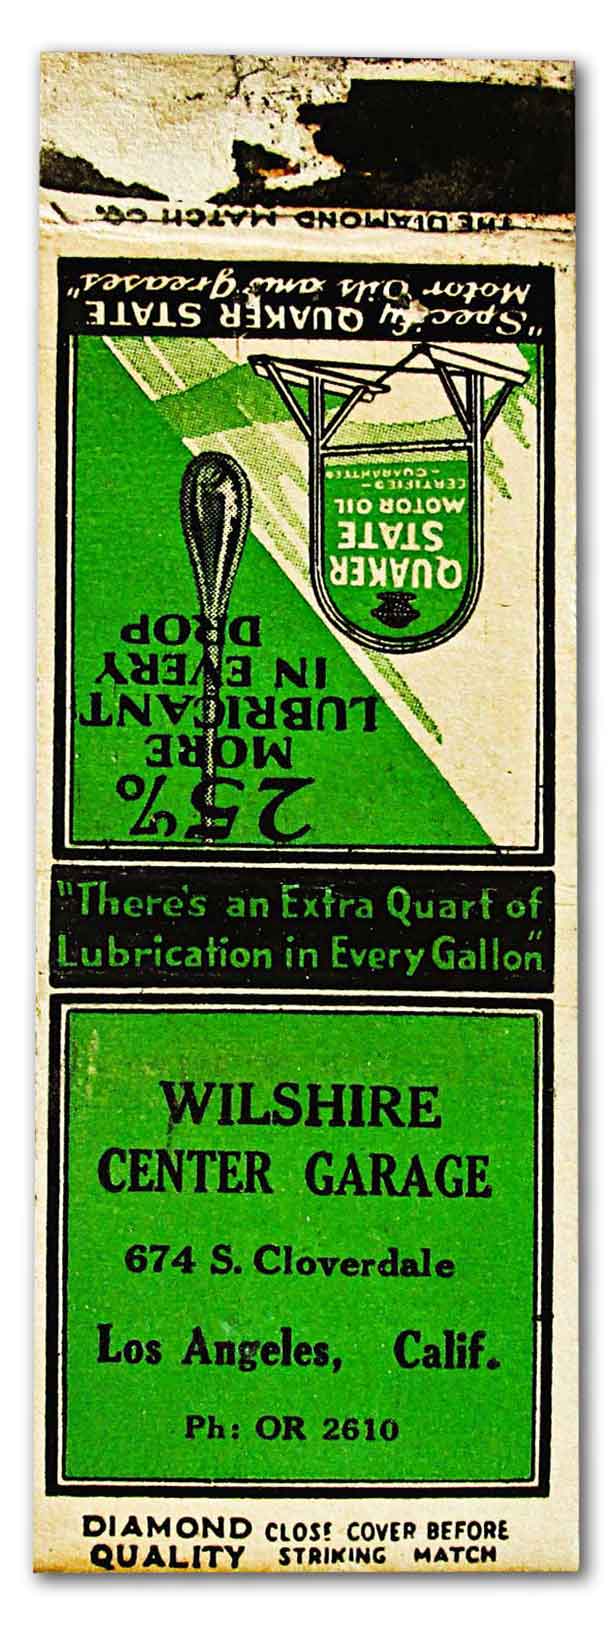 THE DIAMOND MATCH CO.
"Specify QUAKER STATE
Motor Oils and Greases"
QUAKER
STATE
MOTOR OIL
CERTIFIED
- GUARANTEED -
25%
MORE
LUBRICANT
IN EVERY
DROP
"There's an Extra Quart of
Lubrication in Every Gallon"
WILSHIRE
CENTER GARAGE
674 S. Cloverdale
Los Angeles, Calif.
Ph: OR 2610
DIAMOND QUALITY
CLOSE COVER BEFORE
STRIKING MATCH